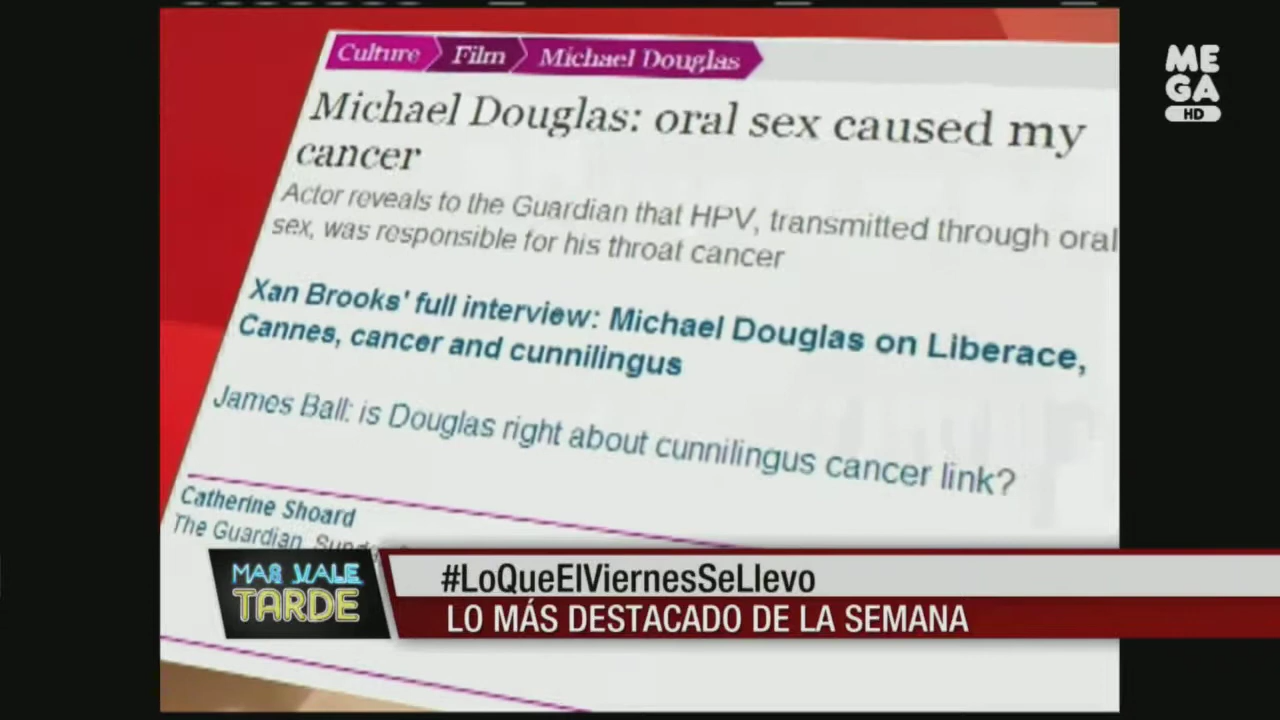 Culture Film Michael Douglas
ME
GA
HD
Michael Douglas: oral sex caused my
cancer
Actor reveals to the Guardian that HPV, transmitted through oral
sex, was responsible for his throat cancer
Xan Brooks' full interview: Michael Douglas on Liberace,
Cannes, cancer and cunnilingus
James Ball: is Douglas right about cunnilingus cancer link?
Catherine Shoard
The Guardian,
MAS VALE
TARDE
#LoQueElViernesSeLlevo
LO MÁS DESTACADO DE LA SEMANA